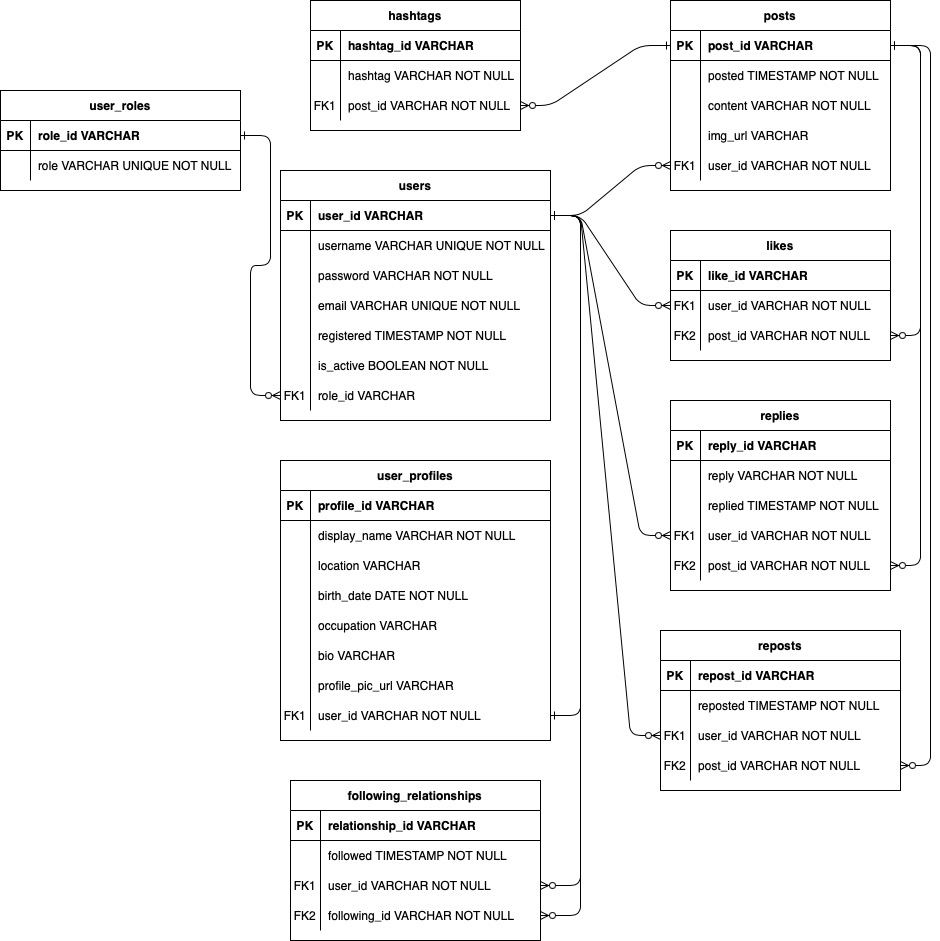 hashtags
PK hashtag_id VARCHAR
hashtag VARCHAR NOT NULL
FK1 post_id VARCHAR NOT NULL
posts
PK post_id VARCHAR
posted TIMESTAMP NOT NULL
content VARCHAR NOT NULL
img_url VARCHAR
FK1 user_id VARCHAR NOT NULL
user_roles
PK role_id VARCHAR
role VARCHAR UNIQUE NOT NULL
users
PK user_id VARCHAR
username VARCHAR UNIQUE NOT NULL
password VARCHAR NOT NULL
email VARCHAR UNIQUE NOT NULL
registered TIMESTAMP NOT NULL
is_active BOOLEAN NOT NULL
FK1 role_id VARCHAR
likes
PK like_id VARCHAR
FK1 user_id VARCHAR NOT NULL
FK2 post_id VARCHAR NOT NULL
replies
PK reply_id VARCHAR
reply VARCHAR NOT NULL
replied TIMESTAMP NOT NULL
FK1 user_id VARCHAR NOT NULL
FK2 post_id VARCHAR NOT NULL
user_profiles
PK profile_id VARCHAR
display_name VARCHAR NOT NULL
location VARCHAR
birth_date DATE NOT NULL
occupation VARCHAR
bio VARCHAR
profile_pic_url VARCHAR
FK1 user_id VARCHAR NOT NULL
reposts
PK repost_id VARCHAR
reposted TIMESTAMP NOT NULL
FK1 user_id VARCHAR NOT NULL
FK2 post_id VARCHAR NOT NULL
following_relationships
PK relationship_id VARCHAR
followed TIMESTAMP NOT NULL
FK1 user_id VARCHAR NOT NULL
FK2 following_id VARCHAR NOT NULL